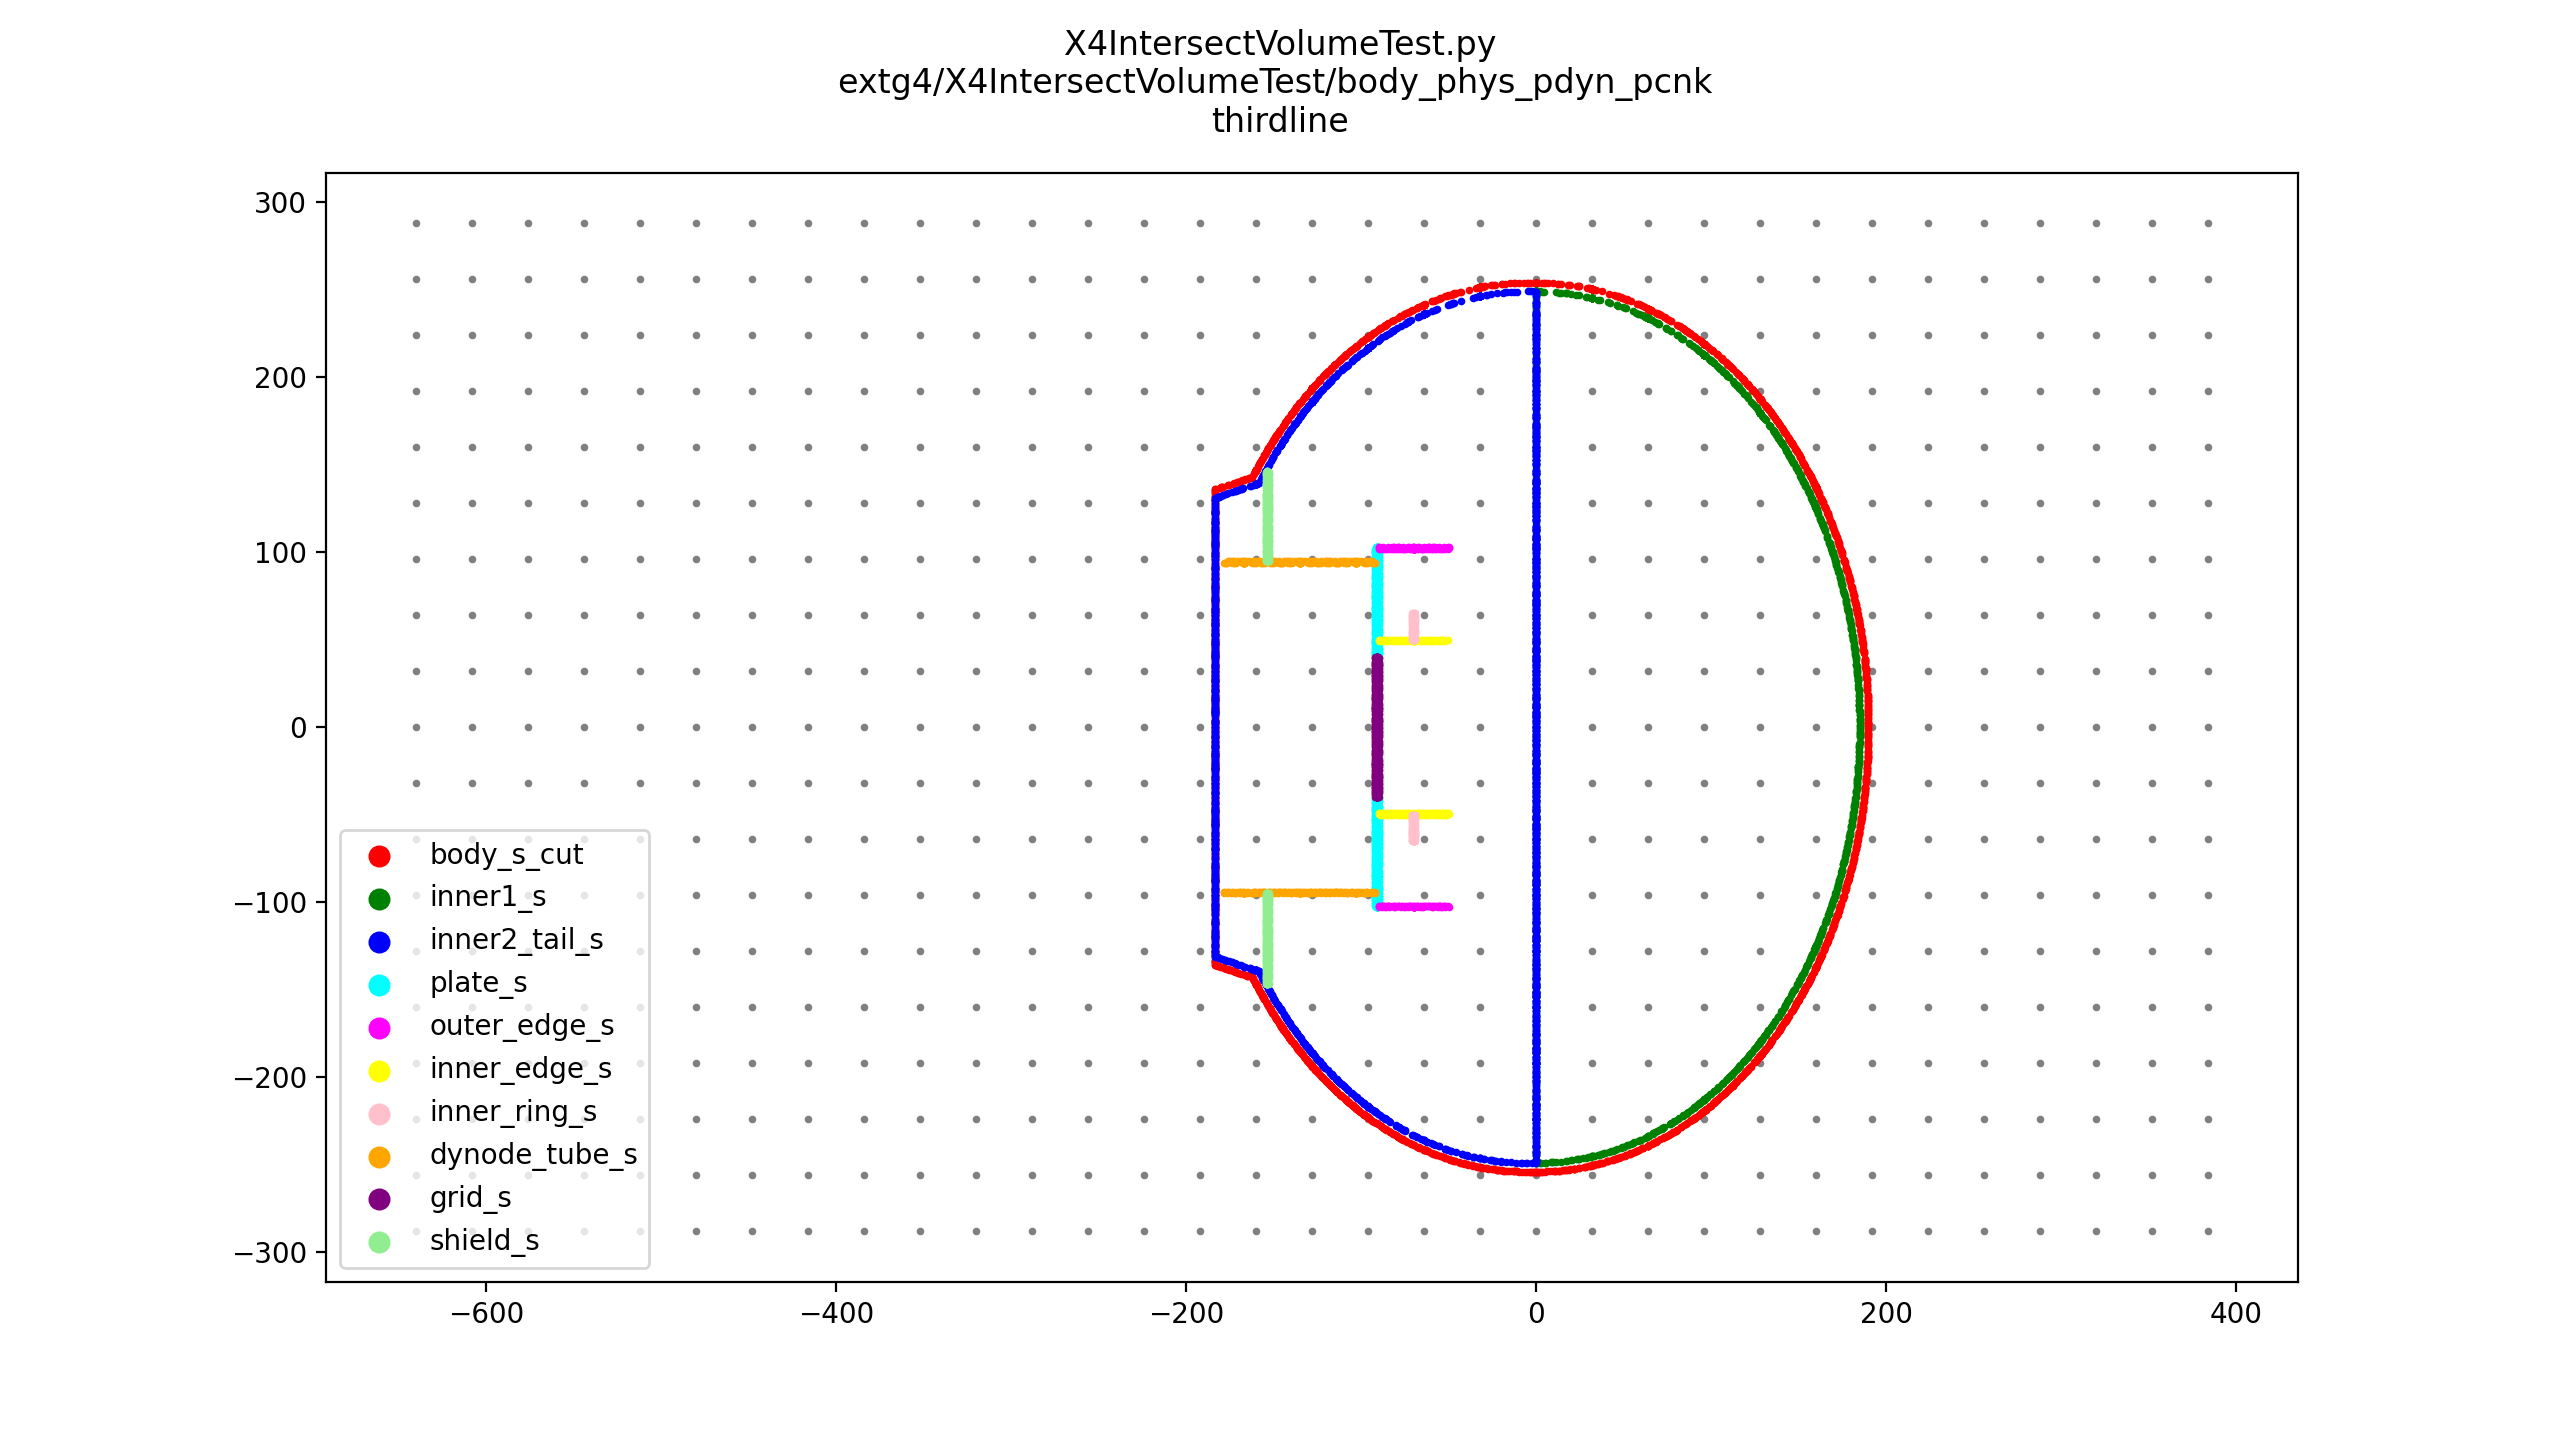 X4IntersectVolumeTest.py
extg4/X4IntersectVolumeTest/body_phys_pdyn_pcnk
thirdline
300
200
100
0
−100
−200
−300
body_s_cut
inner1_s
inner2_tail_s
plate_s
outer_edge_s
inner_edge_s
inner_ring_s
dynode_tube_s
grid_s
shield_s
−600 −400 −200 0 200 400